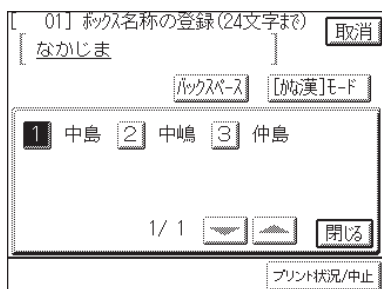 [ 01] ﾎﾞｯｸｽ名称の登録(24文字まで) 取消
[ なかじま ]
ﾊﾞｯｸｽﾍﾟｰｽ [かな漢]ﾓｰﾄﾞ
1 中島 2 中嶋 3 仲島
1/ 1 閉じる
ﾌﾟﾘﾝﾄ状況/中止